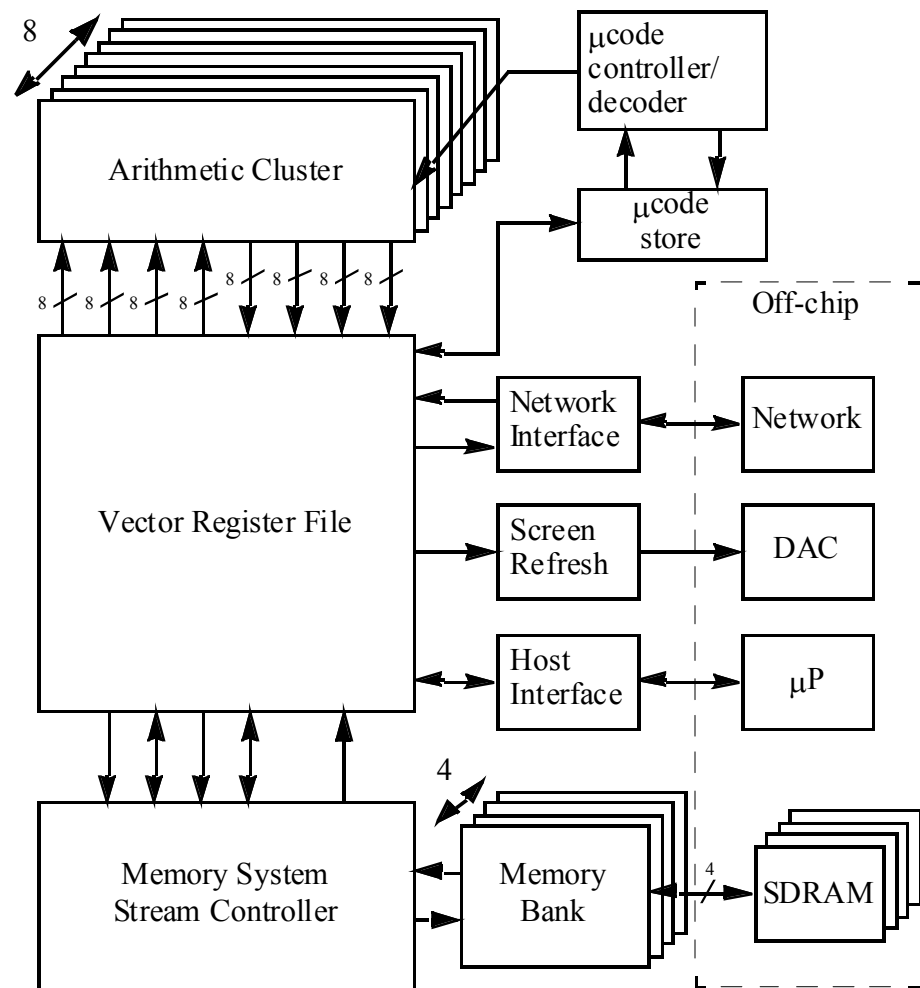 8
μcode
controller/
decoder
Arithmetic Cluster
μcode
store
8
8
8
8
8
8
8
8
Off-chip
Network
Interface
Network
Vector Register File
Screen
Refresh
DAC
Host
Interface
μP
4
Memory System
Stream Controller
Memory
Bank
4
SDRAM